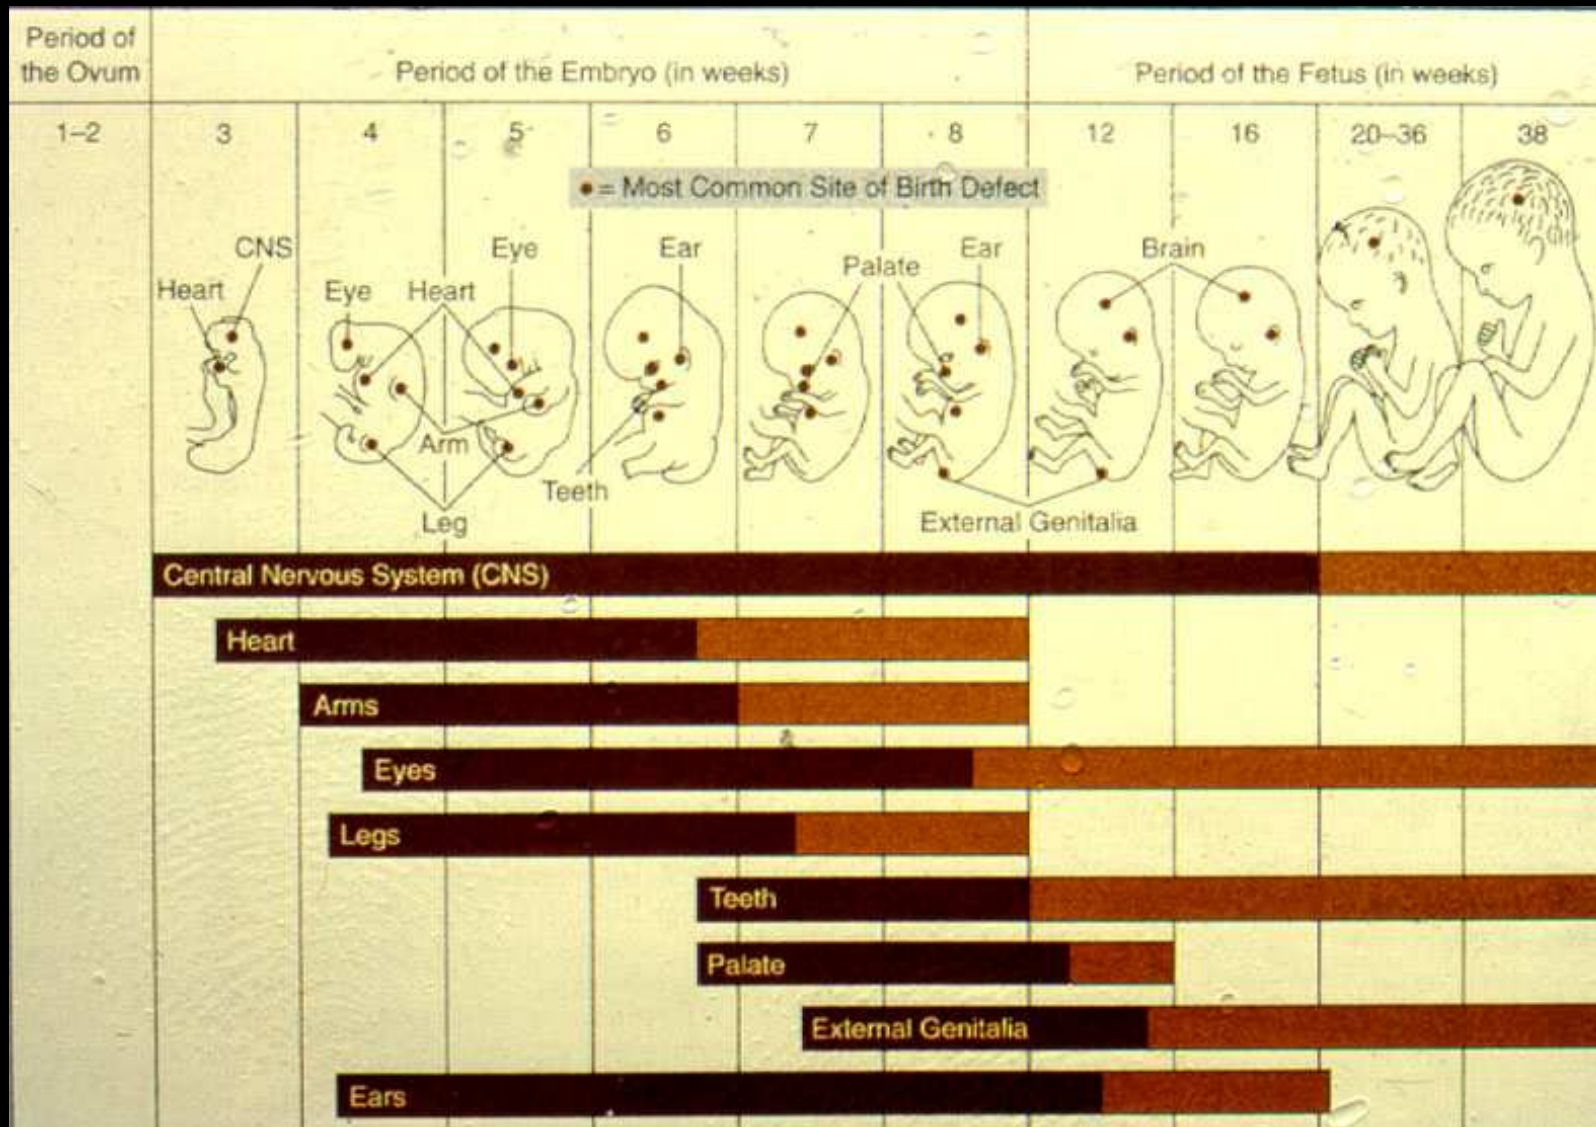 Period of
the Ovum
Period of the Embryo (in weeks)
Period of the Fetus (in weeks)
1–2
3
4
5
6
7
8
12
16
20–36
38
• = Most Common Site of Birth Defect
CNS
Eye
Ear
Palate
Ear
Brain
Heart
Eye
Heart
Arm
Teeth
Leg
External Genitalia
Central Nervous System (CNS)
Heart
Arms
Eyes
Legs
Teeth
Palate
External Genitalia
Ears